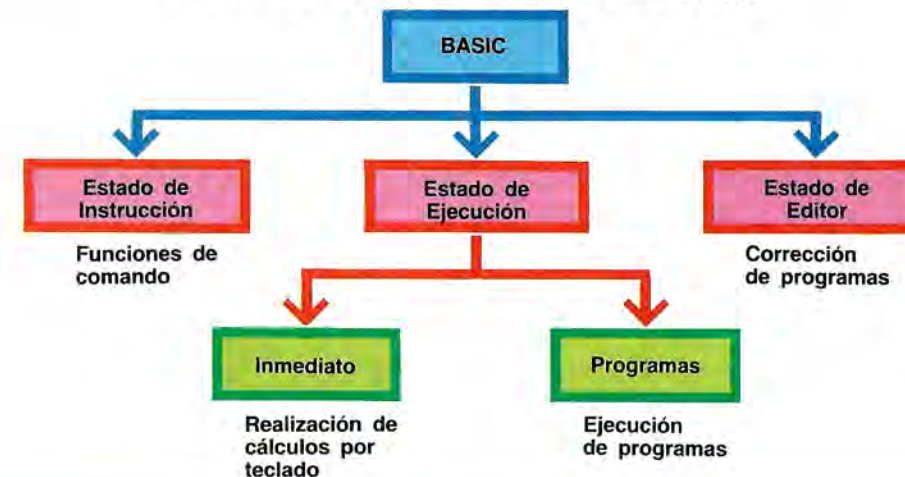 BASIC
Estado de
Instrucción
Estado de
Ejecución
Estado de
Editor
Funciones de
comando
Corrección
de programas
Inmediato
Programas
Realización de
cálculos por
teclado
Ejecución
de programas